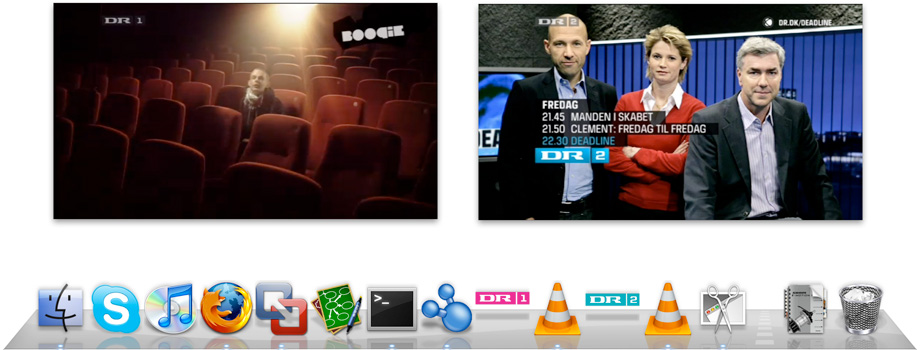 DR 1
BOOGIE
DR 2
DR.DK/DEADLINE
FREDAG
21.45 MANDEN I SKABET
21.50 CLEMENT: FREDAG TIL FREDAG
22.30 DEADLINE
DR 2
DEA
>_
DR 1
DR 2